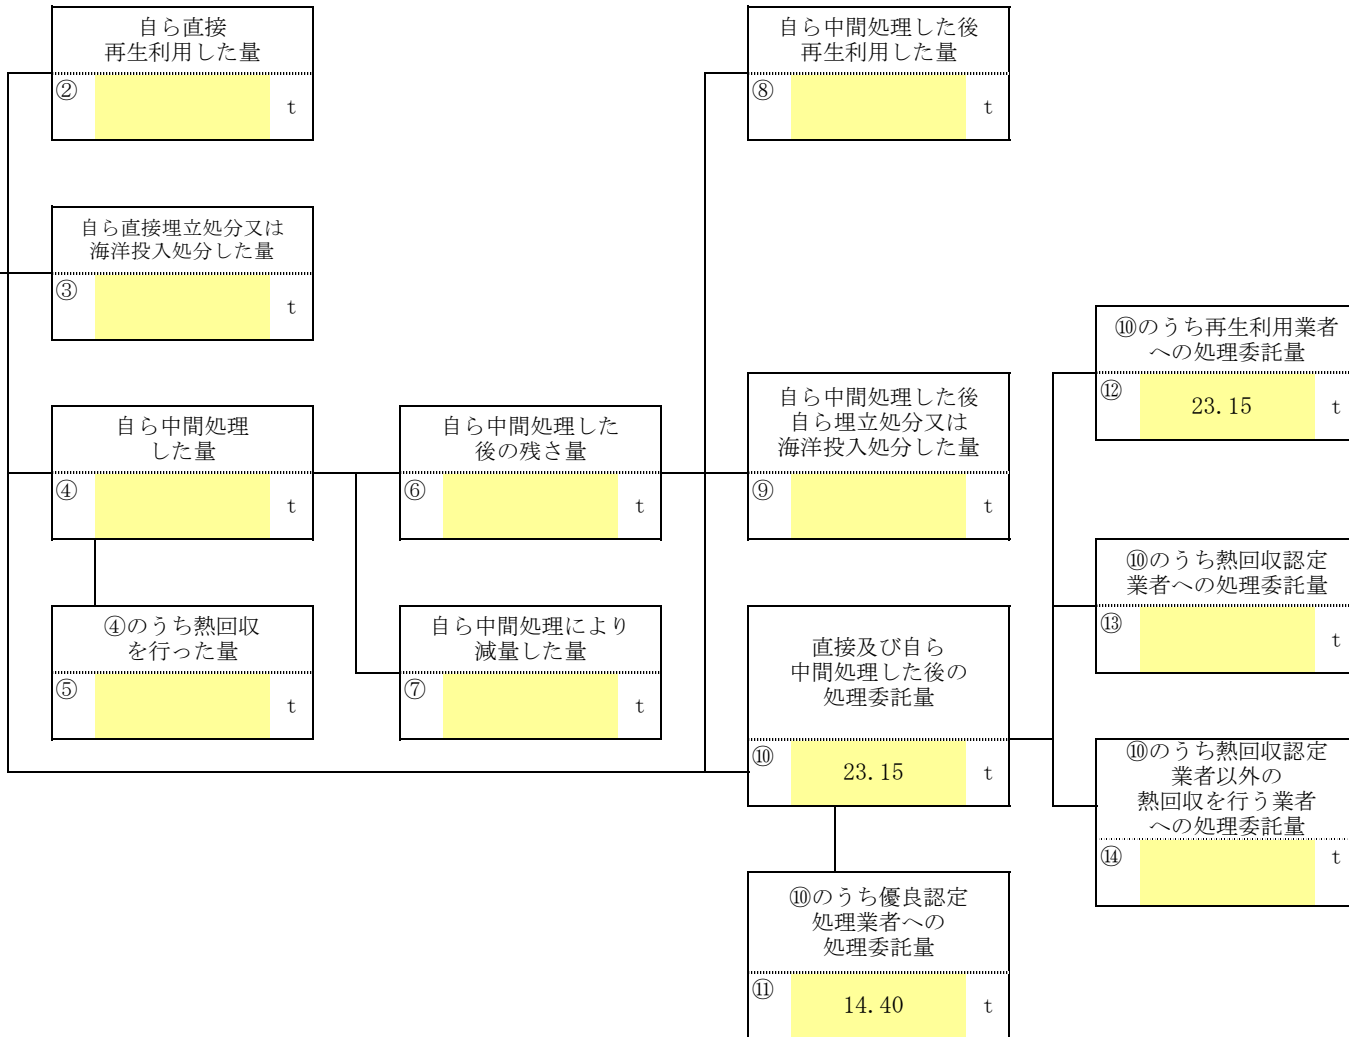 自ら直接
再生利用した量
②
t
自ら中間処理した後
再生利用した量
⑧
t
自ら直接埋立処分又は
海洋投入処分した量
③
t
⑩のうち再生利用業者
への処理委託量
⑫
23.15
t
自ら中間処理
した量
④
t
自ら中間処理した
後の残さ量
⑥
t
自ら中間処理した後
自ら埋立処分又は
海洋投入処分した量
⑨
t
⑩のうち熱回収認定
業者への処理委託量
⑬
t
④のうち熱回収
を行った量
⑤
t
自ら中間処理により
減量した量
⑦
t
直接及び自ら
中間処理した後の
処理委託量
⑩
23.15
t
⑩のうち熱回収認定
業者以外の
熱回収を行う業者
への処理委託量
⑭
t
⑩のうち優良認定
処理業者への
処理委託量
⑪
14.40
t